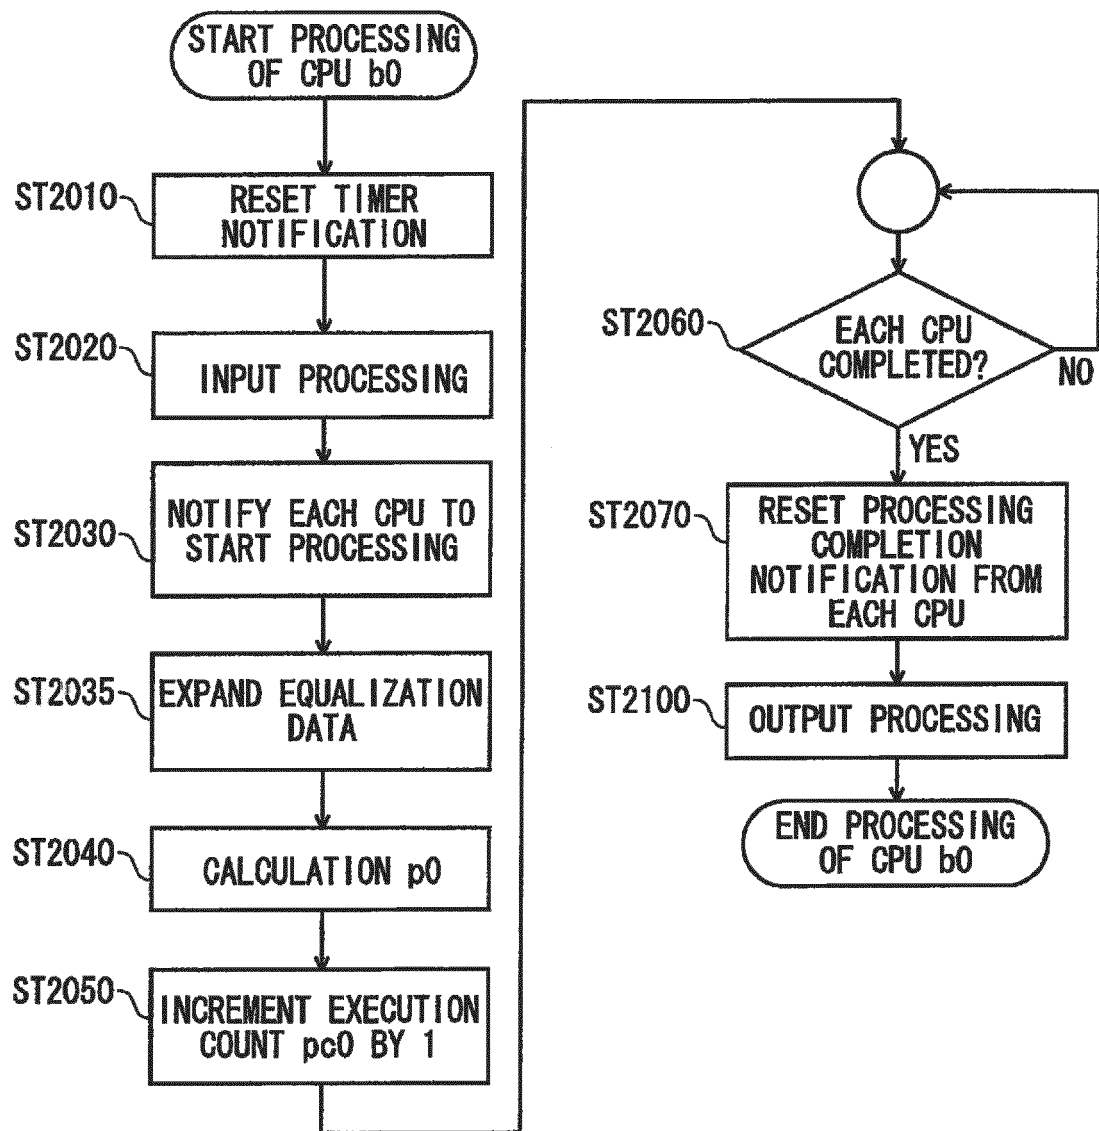 START PROCESSING
OF CPU b0
ST2010
RESET TIMER
NOTIFICATION
ST2020
INPUT PROCESSING
ST2030
NOTIFY EACH CPU TO
START PROCESSING
ST2035
EXPAND EQUALIZATION
DATA
ST2040
CALCULATION p0
ST2050
INCREMENT EXECUTION
COUNT pc0 BY 1
ST2060
EACH CPU
COMPLETED?
NO
YES
ST2070
RESET PROCESSING
COMPLETION
NOTIFICATION FROM
EACH CPU
ST2100
OUTPUT PROCESSING
END PROCESSING
OF CPU b0